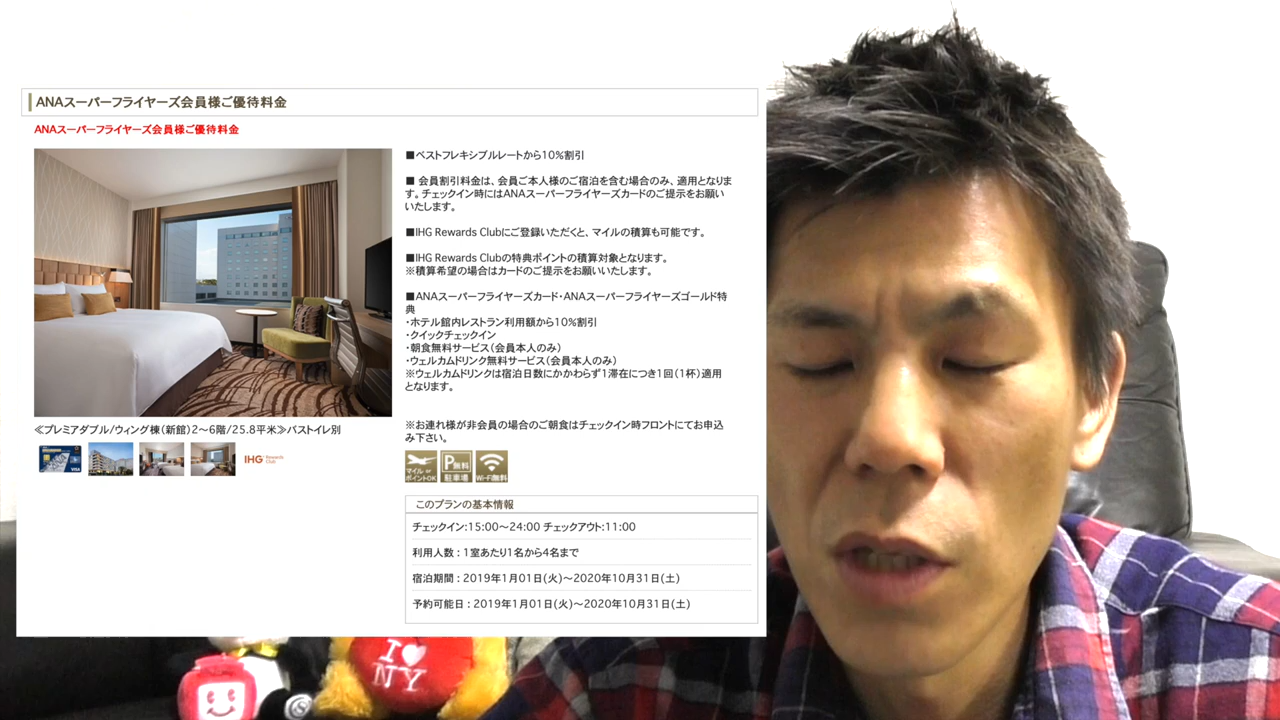 ANAスーパーフライヤーズ会員様ご優待料金
ANAスーパーフライヤーズ会員様ご優待料金
■ベストフレキシブルレートから10%割引
■ 会員割引料金は、会員ご本人様のご宿泊を含む場合のみ、適用となりま
す。チェックイン時にはANAスーパーフライヤーズカードのご提示をお願い
いたします。
■IHG Rewards Clubにご登録いただくと、マイルの積算も可能です。
■IHG Rewards Clubの特典ポイントの積算対象となります。
※積算希望の場合はカードのご提示をお願いいたします。
■ANAスーパーフライヤーズカード・ANAスーパーフライヤーズゴールド特
典
・ホテル館内レストラン利用額から10%割引
・クイックチェックイン
・朝食無料サービス（会員本人のみ）
・ウェルカムドリンク無料サービス（会員本人のみ）
※ウェルカムドリンクは宿泊日数にかかわらず1滞在につき1回（1杯）適用
となります。
※お連れ様が非会員の場合のご朝食はチェックイン時フロントにてお申込
み下さい。
≪プレミアダブル/ウィング棟（新館）2～6階/25.8平米≫バストイレ別
VISA
IHG Rewards Club
マイル or ポイントOK
P無料 駐車場
Wi-Fi無料
このプランの基本情報
チェックイン:15:00～24:00 チェックアウト:11:00
利用人数 : 1室あたり1名から4名まで
宿泊期間 : 2019年1月01日(火)～2020年10月31日(土)
予約可能日 : 2019年1月01日(火)～2020年10月31日(土)
I♥
NY
S